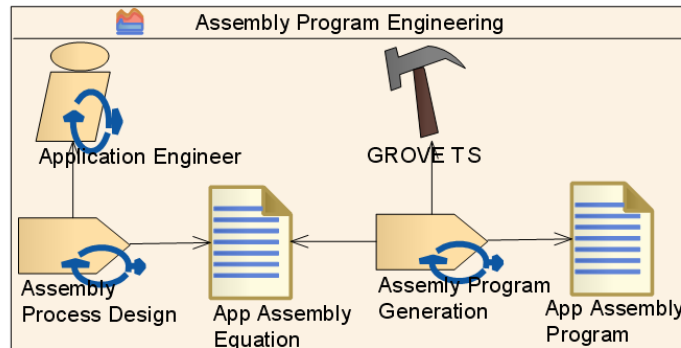 Assembly Program Engineering
Application Engineer
GROVE TS
Assembly
Process Design
App Assembly
Equation
Assemly Program
Generation
App Assembly
Program